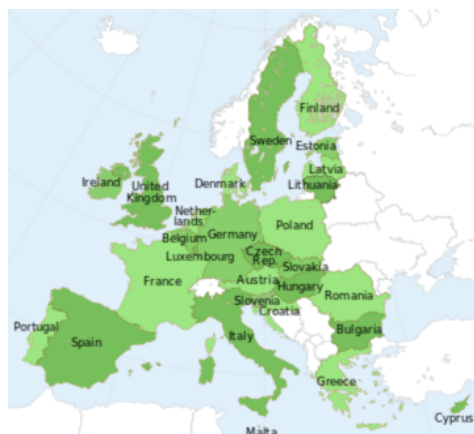 Finland
Sweden
Estonia
Latvia
Lithuania
Denmark
Ireland
United
Kingdom
Nether-
lands
Belgium
Luxembourg
Germany
Poland
Czech
Rep.
Slovakia
France
Austria
Hungary
Slovenia
Croatia
Romania
Bulgaria
Portugal
Spain
Italy
Greece
Malta
Cyprus